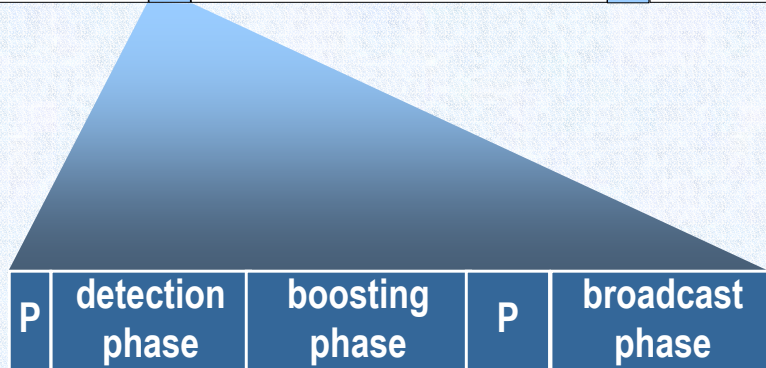 P
detection
phase
boosting
phase
P
broadcast
phase